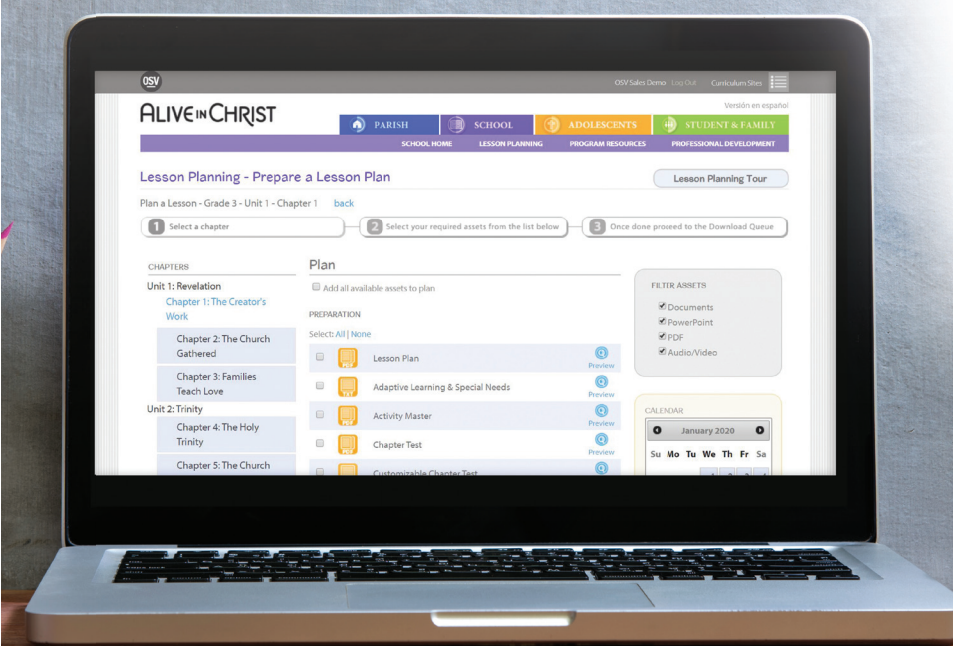 OSV
OSV Sales Demo Log Out Curriculum Sites
ALIVE IN CHRIST
Versión en español
PARISH SCHOOL ADOLESCENTS STUDENT & FAMILY
SCHOOL HOME LESSON PLANNING PROGRAM RESOURCES PROFESSIONAL DEVELOPMENT
Lesson Planning - Prepare a Lesson Plan
Lesson Planning Tour
Plan a Lesson - Grade 3 - Unit 1 - Chapter 1 back
1 Select a chapter
2 Select your required assets from the list below
3 Once done proceed to the Download Queue
CHAPTERS
Unit 1: Revelation
Chapter 1: The Creator's
Work
Chapter 2: The Church
Gathered
Chapter 3: Families
Teach Love
Unit 2: Trinity
Chapter 4: The Holy
Trinity
Chapter 5: The Church
Plan
Add all available assets to plan
PREPARATION
Select: All | None
PDF Lesson Plan Preview
TXT Adaptive Learning & Special Needs Preview
PDF Activity Master Preview
PDF Chapter Test Preview
Customizable Chapter Test Preview
FILTER ASSETS
Documents
PowerPoint
PDF
Audio/Video
CALENDAR
January 2020
Su Mo Tu We Th Fr Sa